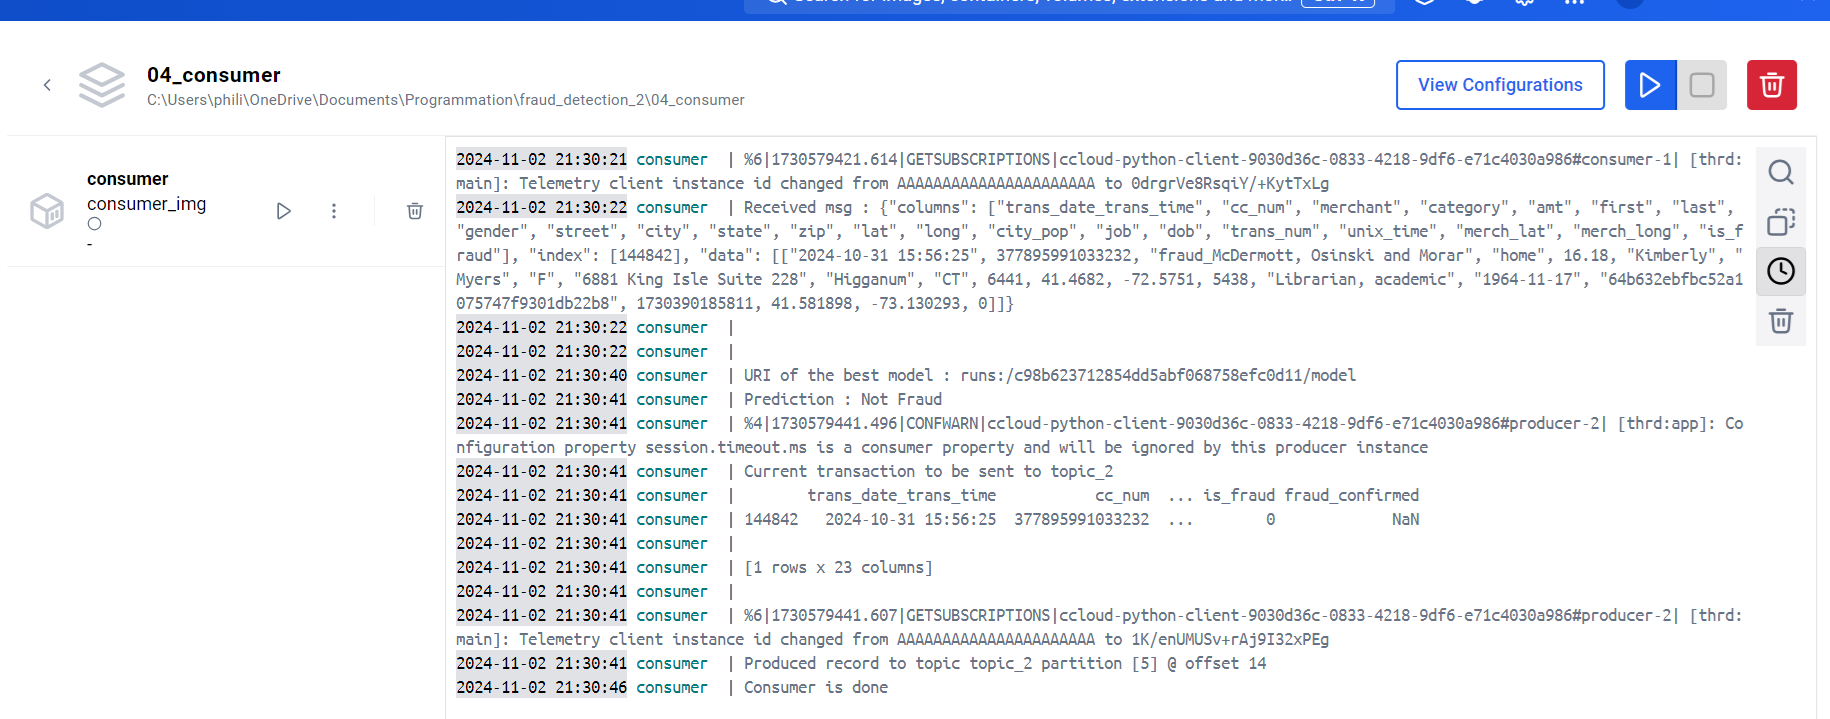 04_consumer
C:\Users\phili\OneDrive\Documents\Programmation\fraud_detection_2\04_consumer
View Configurations
consumer
consumer_img
-
2024-11-02 21:30:21 consumer | %6|1730579421.614|GETSUBSCRIPTIONS|ccloud-python-client-9030d36c-0833-4218-9df6-e71c4030a986#consumer-1| [thrd:
main]: Telemetry client instance id changed from AAAAAAAAAAAAAAAAAAAAAA to 0drgrVe8RsqiY/+KytTxLg
2024-11-02 21:30:22 consumer | Received msg : {"columns": ["trans_date_trans_time", "cc_num", "merchant", "category", "amt", "first", "last",
"gender", "street", "city", "state", "zip", "lat", "long", "city_pop", "job", "dob", "trans_num", "unix_time", "merch_lat", "merch_long", "is_f
raud"], "index": [144842], "data": [["2024-10-31 15:56:25", 377895991033232, "fraud_McDermott, Osinski and Morar", "home", 16.18, "Kimberly", "
Myers", "F", "6881 King Isle Suite 228", "Higganum", "CT", 6441, 41.4682, -72.5751, 5438, "Librarian, academic", "1964-11-17", "64b632ebfbc52a1
075747f9301db22b8", 1730390185811, 41.581898, -73.130293, 0]]}
2024-11-02 21:30:22 consumer |
2024-11-02 21:30:22 consumer |
2024-11-02 21:30:40 consumer | URI of the best model : runs:/c98b623712854dd5abf068758efc0d11/model
2024-11-02 21:30:41 consumer | Prediction : Not Fraud
2024-11-02 21:30:41 consumer | %4|1730579441.496|CONFWARN|ccloud-python-client-9030d36c-0833-4218-9df6-e71c4030a986#producer-2| [thrd:app]: Co
nfiguration property session.timeout.ms is a consumer property and will be ignored by this producer instance
2024-11-02 21:30:41 consumer | Current transaction to be sent to topic_2
2024-11-02 21:30:41 consumer | trans_date_trans_time cc_num ... is_fraud fraud_confirmed
2024-11-02 21:30:41 consumer | 144842 2024-10-31 15:56:25 377895991033232 ... 0 NaN
2024-11-02 21:30:41 consumer |
2024-11-02 21:30:41 consumer | [1 rows x 23 columns]
2024-11-02 21:30:41 consumer |
2024-11-02 21:30:41 consumer | %6|1730579441.607|GETSUBSCRIPTIONS|ccloud-python-client-9030d36c-0833-4218-9df6-e71c4030a986#producer-2| [thrd:
main]: Telemetry client instance id changed from AAAAAAAAAAAAAAAAAAAAAA to 1K/enUMUSv+rAj9I32xPEg
2024-11-02 21:30:41 consumer | Produced record to topic topic_2 partition [5] @ offset 14
2024-11-02 21:30:46 consumer | Consumer is done